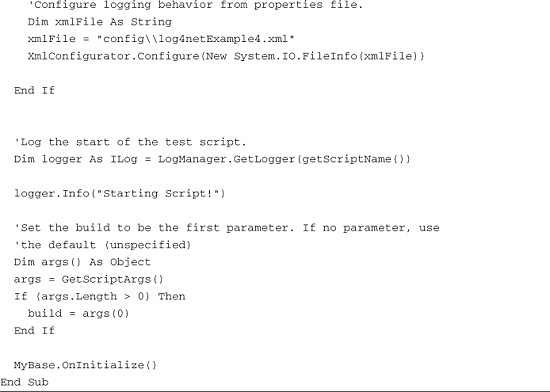 'Configure logging behavior from properties file.
Dim xmlFile As String
xmlFile = "config\\log4netExample4.xml"
XmlConfigurator.Configure(New System.IO.FileInfo(xmlFile))
End If
'Log the start of the test script.
Dim logger As ILog = LogManager.GetLogger(getScriptName())
logger.Info("Starting Script!")
'Set the build to be the first parameter. If no parameter, use
'the default (unspecified)
Dim args() As Object
args = GetScriptArgs()
If (args.Length > 0) Then
build = args(0)
End If
MyBase.OnInitialize()
End Sub